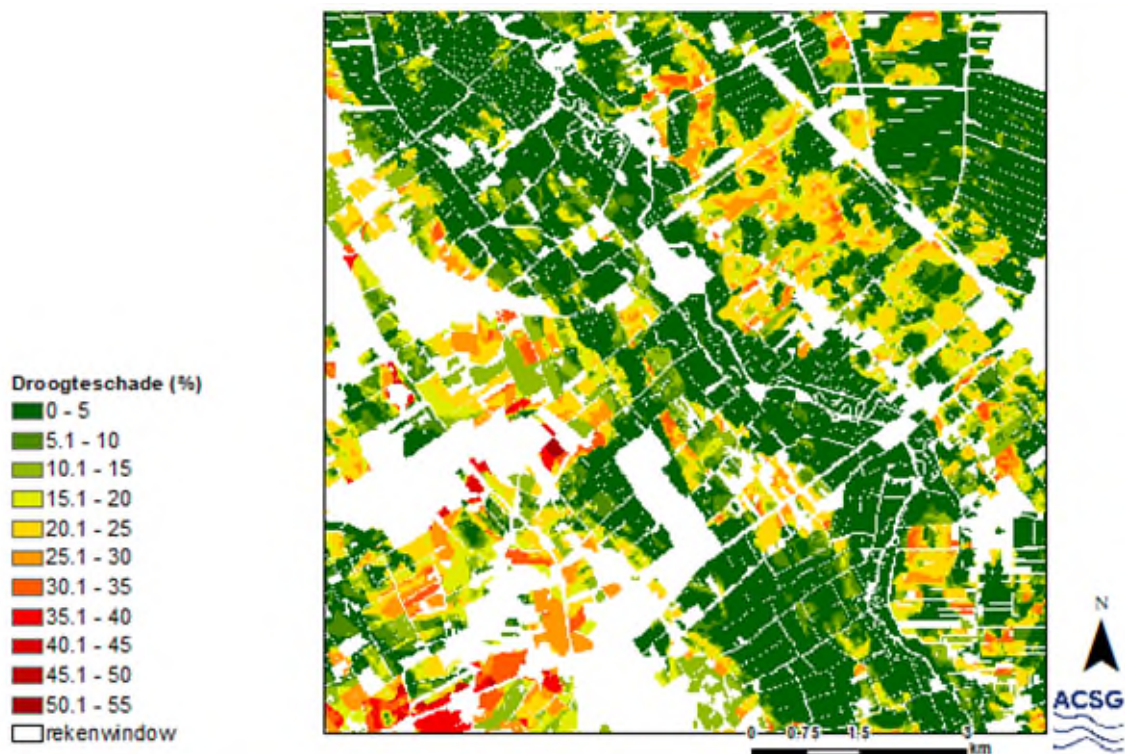 Droogteschade (%)
0 - 5
5.1 - 10
10.1 - 15
15.1 - 20
20.1 - 25
25.1 - 30
30.1 - 35
35.1 - 40
40.1 - 45
45.1 - 50
50.1 - 55
rekenwindow
N
ACSG
0 0.75 1.5 3
km